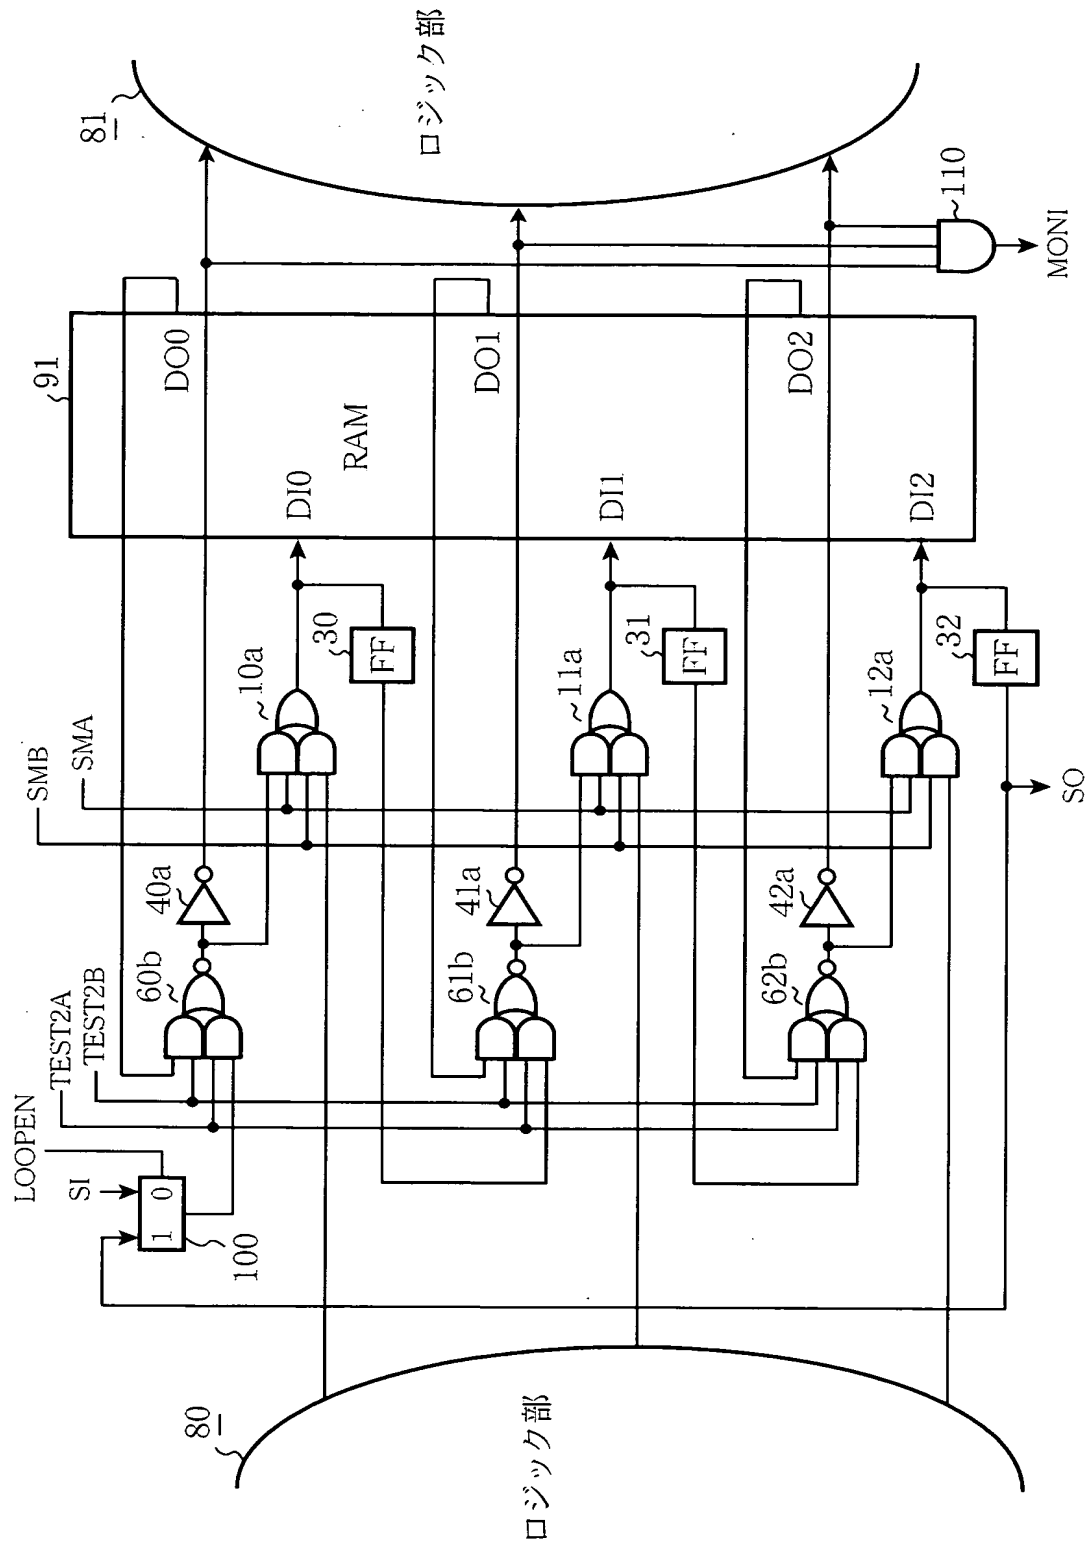 ロジック部
81
110
MONI
91
DO0
DO1
DO2
RAM
DI0
DI1
DI2
30
FF
31
FF
32
FF
10a
11a
12a
SMB
SMA
SO
40a
41a
42a
60b
61b
62b
TEST2A
TEST2B
LOOPEN
SI
1 0
100
80
ロジック部